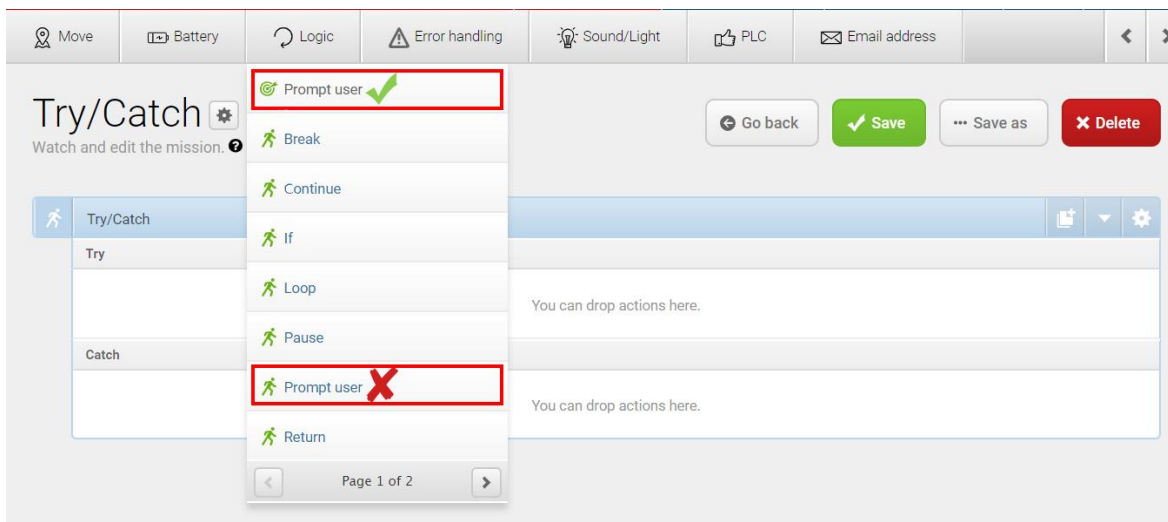 Move Battery Logic Error handling Sound/Light PLC Email address
Prompt user
Try/Catch
Go back Save Save as Delete
Watch and edit the mission.
Break
Continue
Try/Catch
If
Try
Loop
You can drop actions here.
Pause
Catch
Prompt user
You can drop actions here.
Return
Page 1 of 2